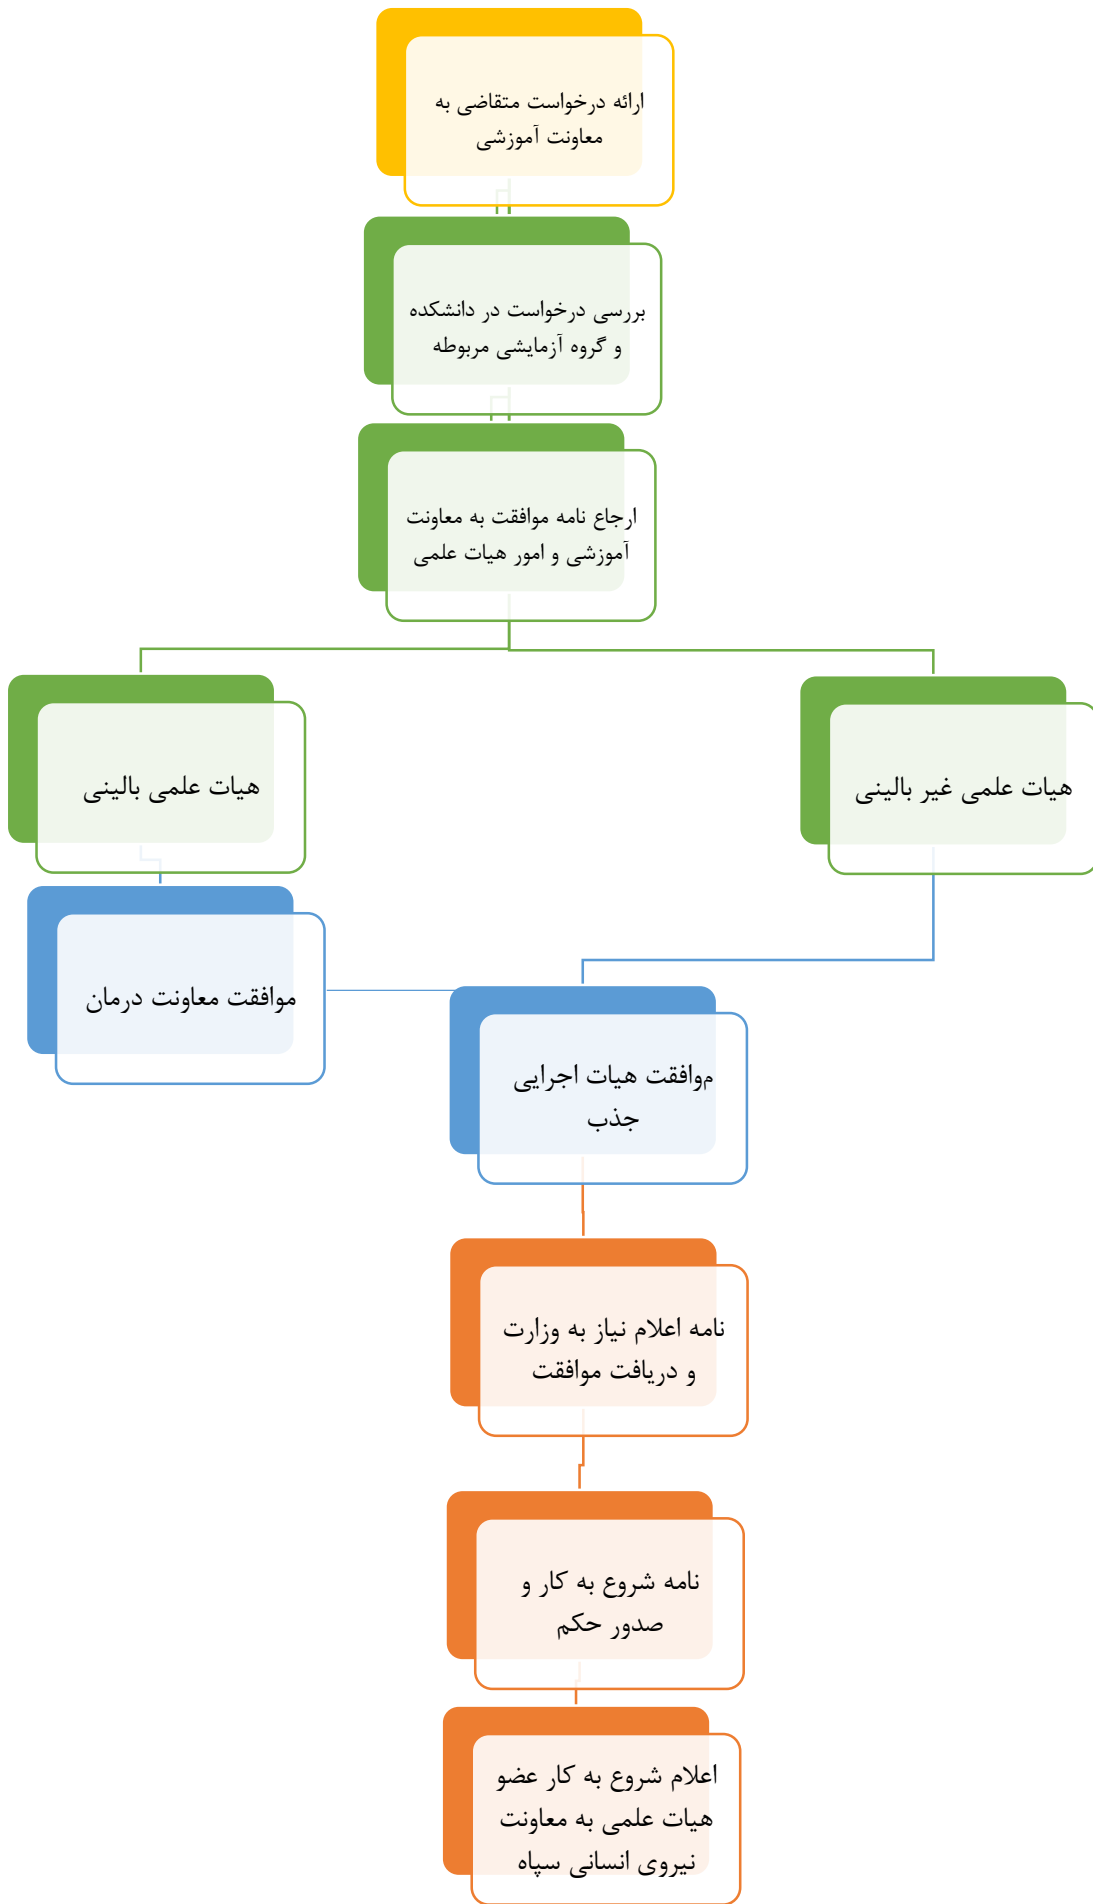 ارائه درخواست متقاضی به
معاونت آموزشی
بررسی درخواست در دانشکده
و گروه آزمایشی مربوطه
ارجاع نامه موافقت به معاونت
آموزشی و امور هیات علمی
هیات علمی غیر بالینی
هیات علمی بالینی
موافقت معاونت درمان
موافقت هیات اجرایی
جذب
نامه اعلام نیاز به وزارت
و دریافت موافقت
نامه شروع به کار و
صدور حکم
اعلام شروع به کار عضو
هیات علمی به معاونت
نیروی انسانی سپاه